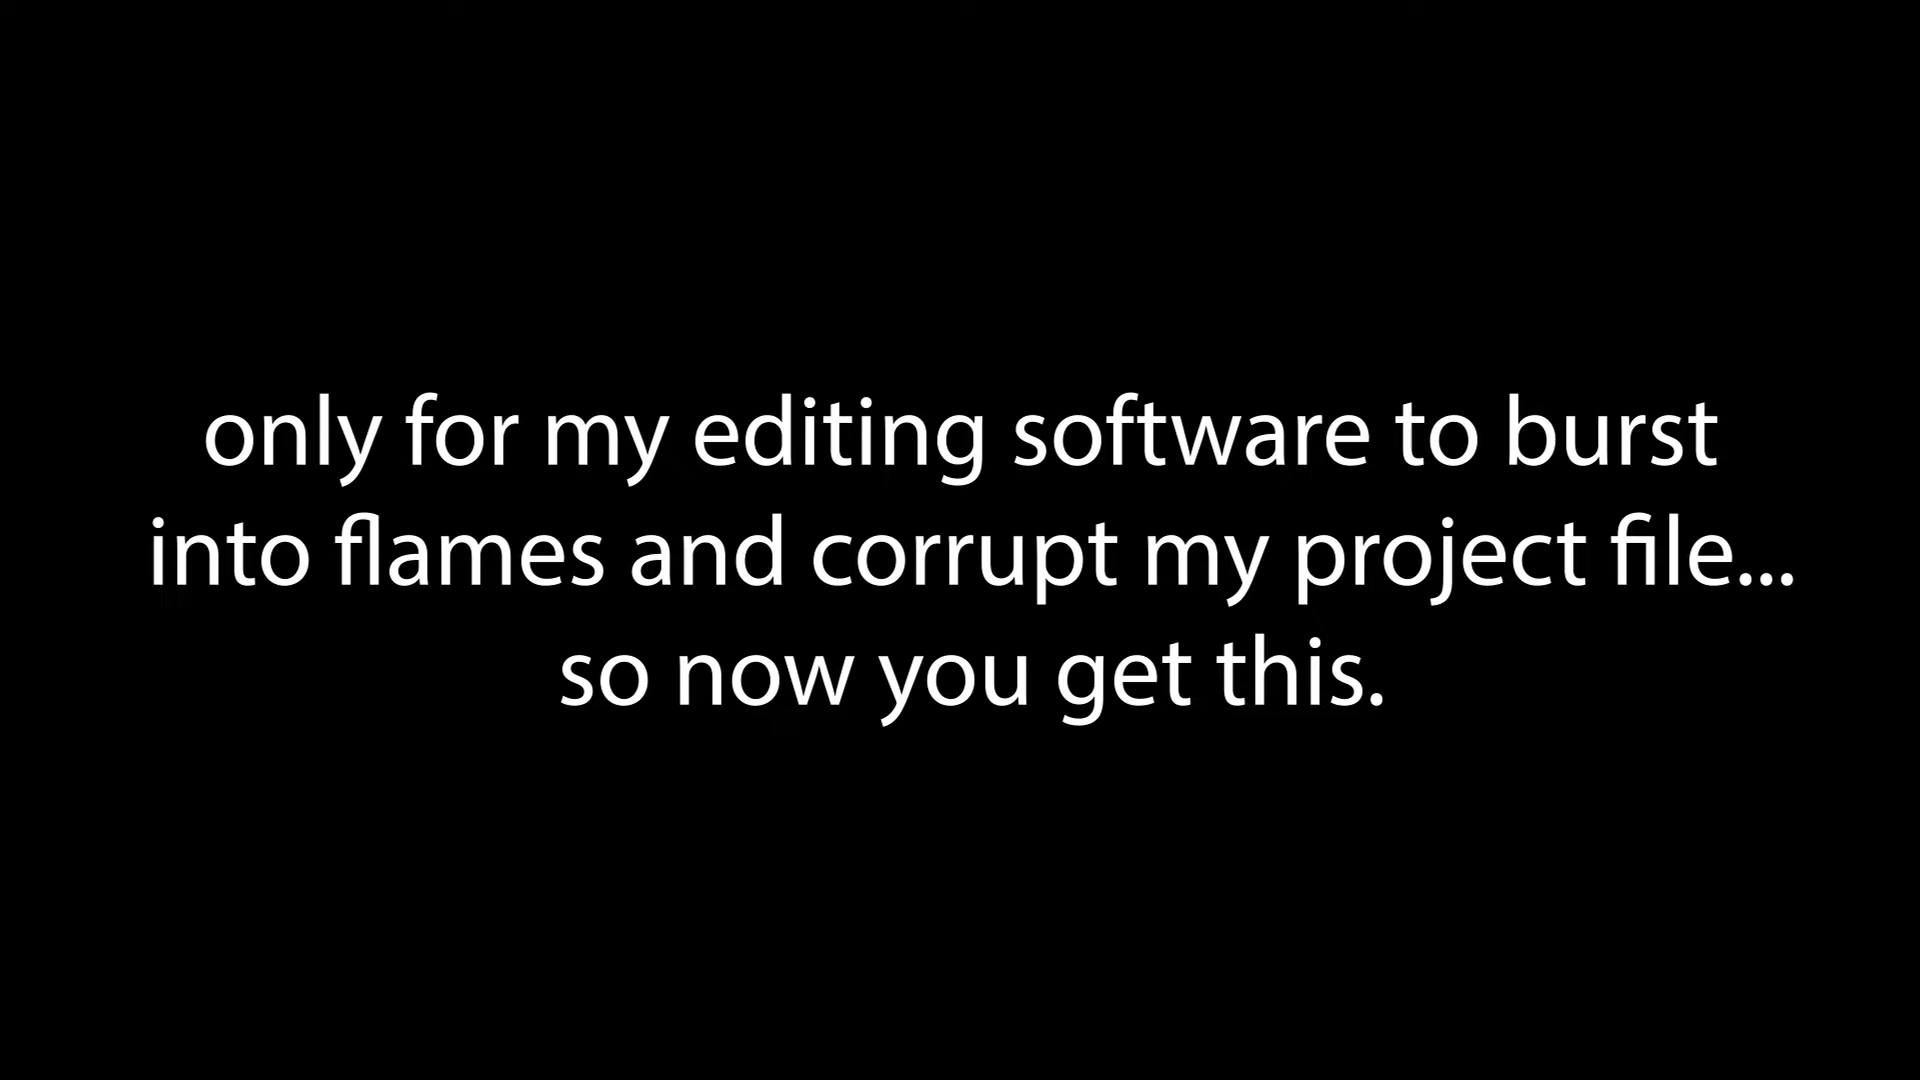 only for my editing software to burst
into flames and corrupt my project file...
so now you get this.